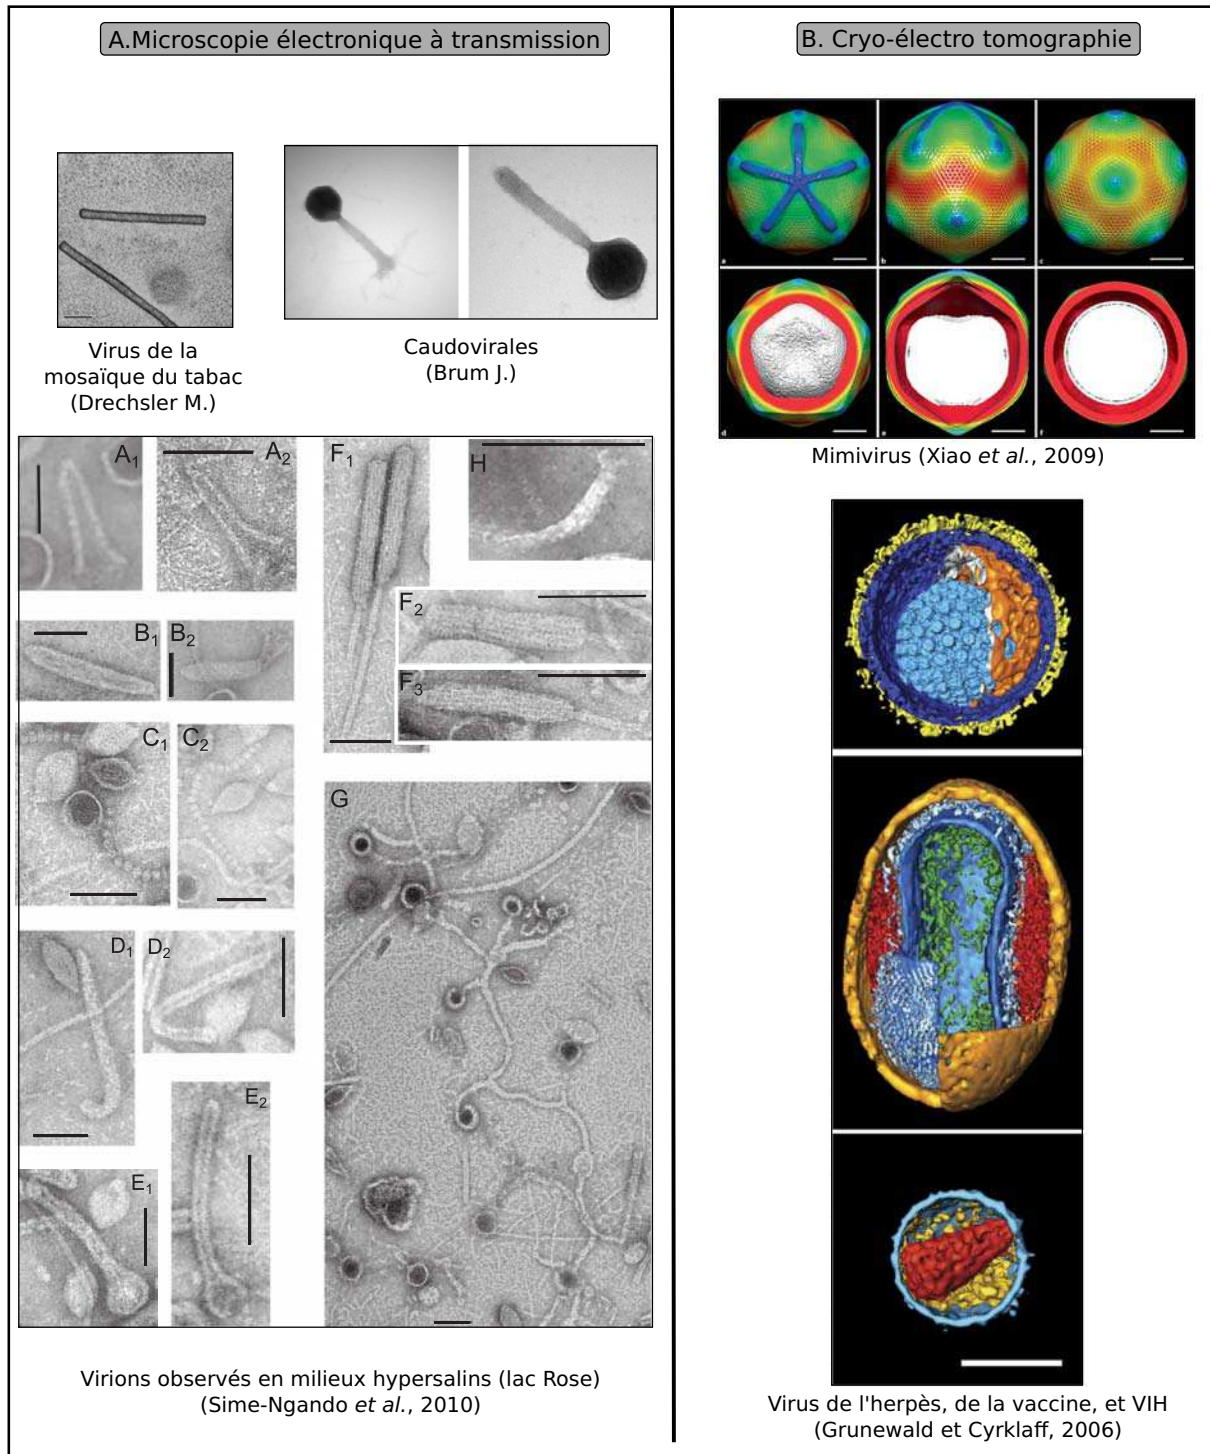 A.Microscopie électronique à transmission
Virus de la
mosaïque du tabac
(Drechsler M.)
Caudovirales
(Brum J.)
A1
A2
F1
H
B1
B2
F2
F3
C1
C2
G
D1
D2
E2
E1
Virions observés en milieux hypersalins (lac Rose)
(Sime-Ngando et al., 2010)
B. Cryo-électro tomographie
a
b
c
d
e
f
Mimivirus (Xiao et al., 2009)
Virus de l'herpès, de la vaccine, et VIH
(Grunewald et Cyrklaff, 2006)